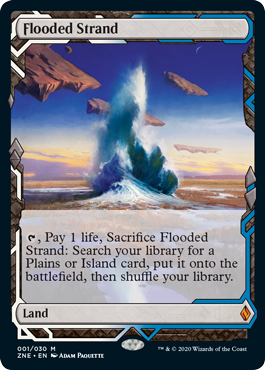 Flooded Strand
, Pay 1 life, Sacrifice Flooded
Strand: Search your library for a
Plains or Island card, put it onto the
battlefield, then shuffle your library.
Land
001/030 M
ZNE • EN Adam Paquette
™ & © 2020 Wizards of the Coast